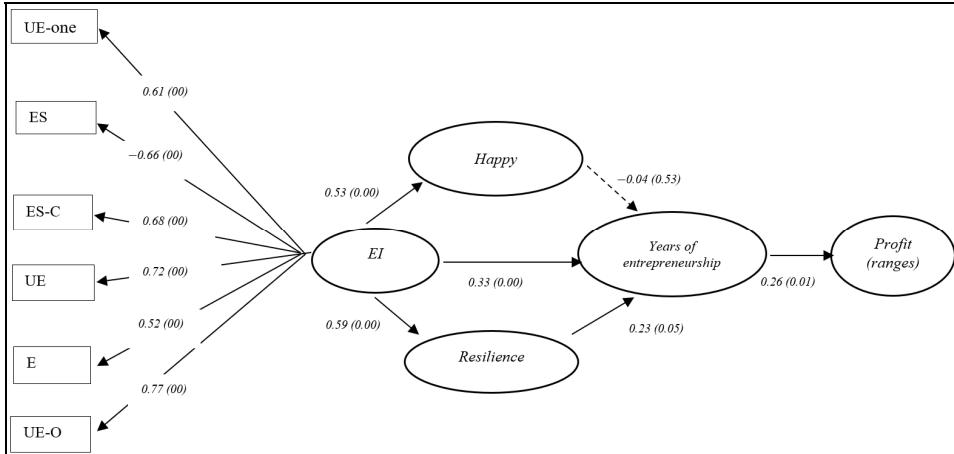 UE-one
0.61 (00)
ES
−0.66 (00)
ES-C
0.68 (00)
UE
0.72 (00)
E
0.52 (00)
UE-O
0.77 (00)
EI
0.53 (0.00)
Happy
−0.04 (0.53)
0.33 (0.00)
Years of
entrepreneurship
0.59 (0.00)
Resilience
0.23 (0.05)
0.26 (0.01)
Profit
(ranges)